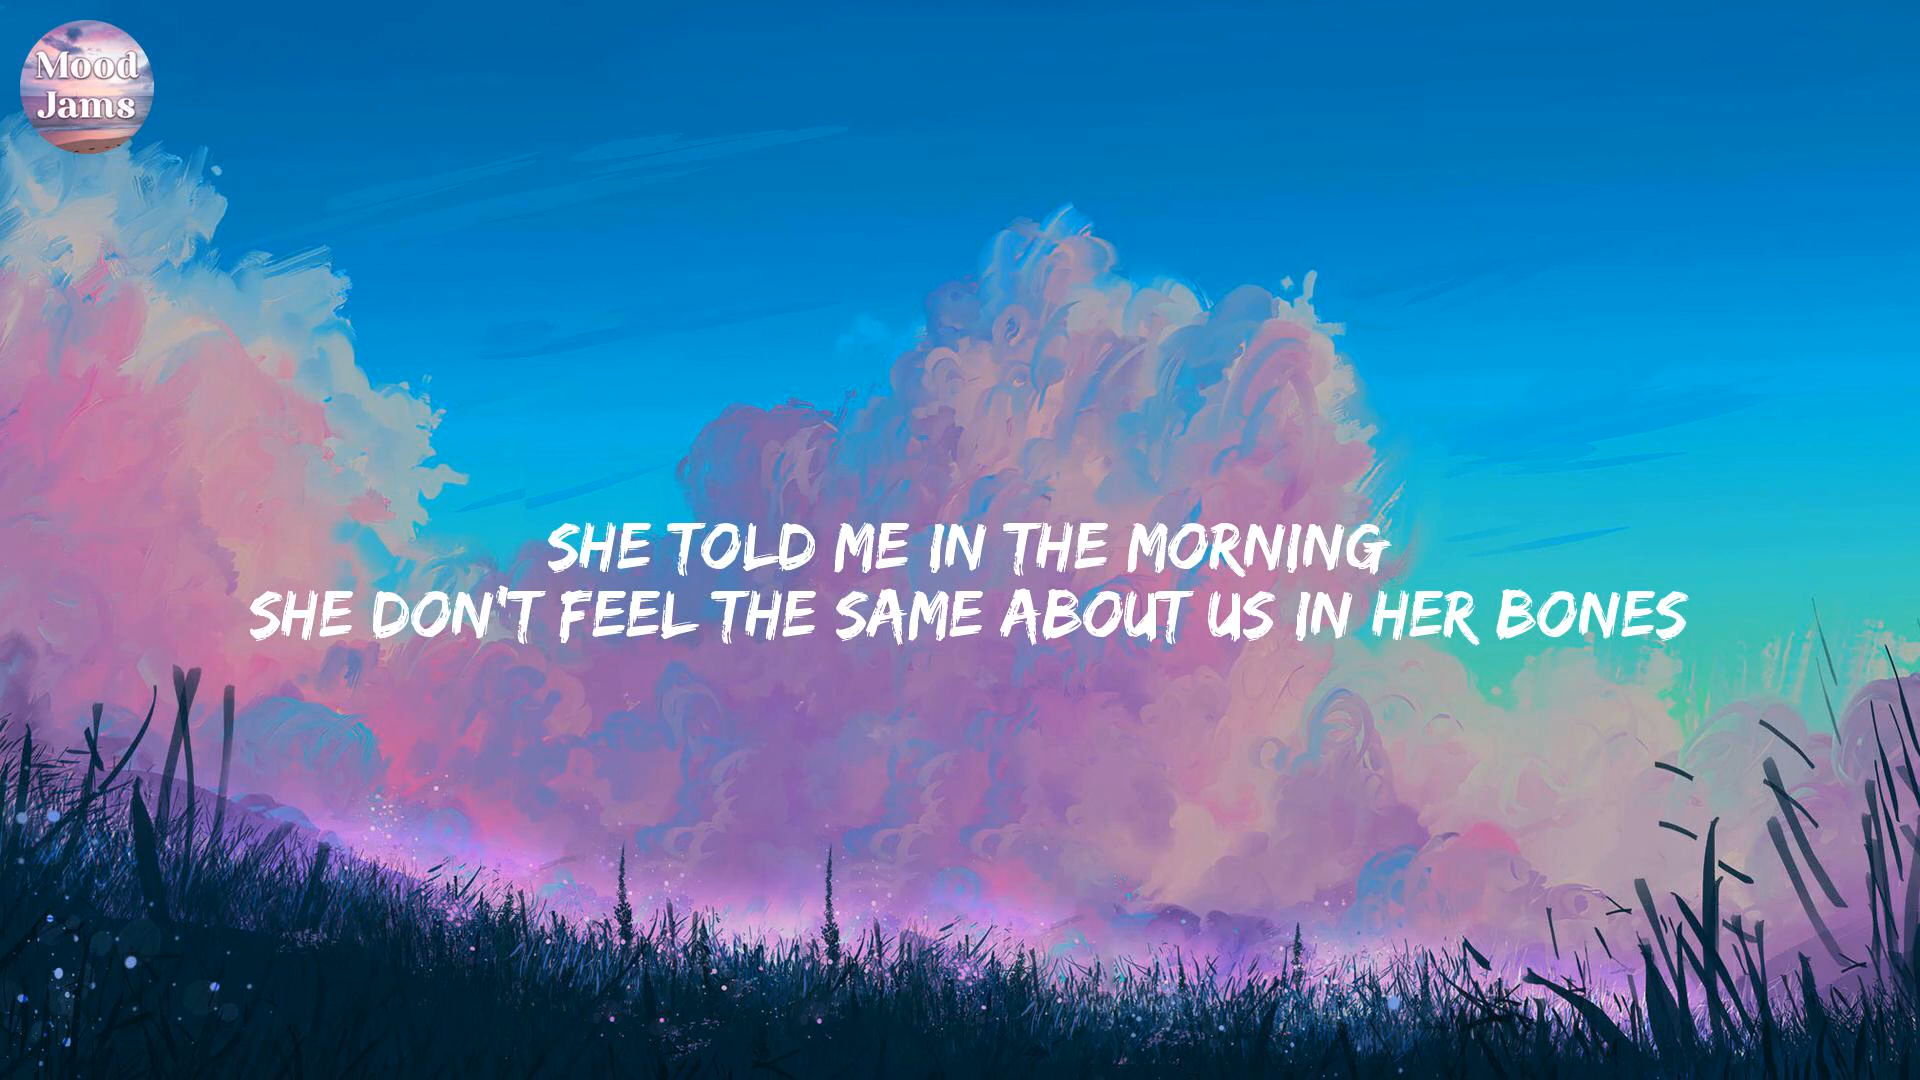 Mood
Jams
SHE TOLD ME IN THE MORNING
SHE DON'T FEEL THE SAME ABOUT US IN HER BONES